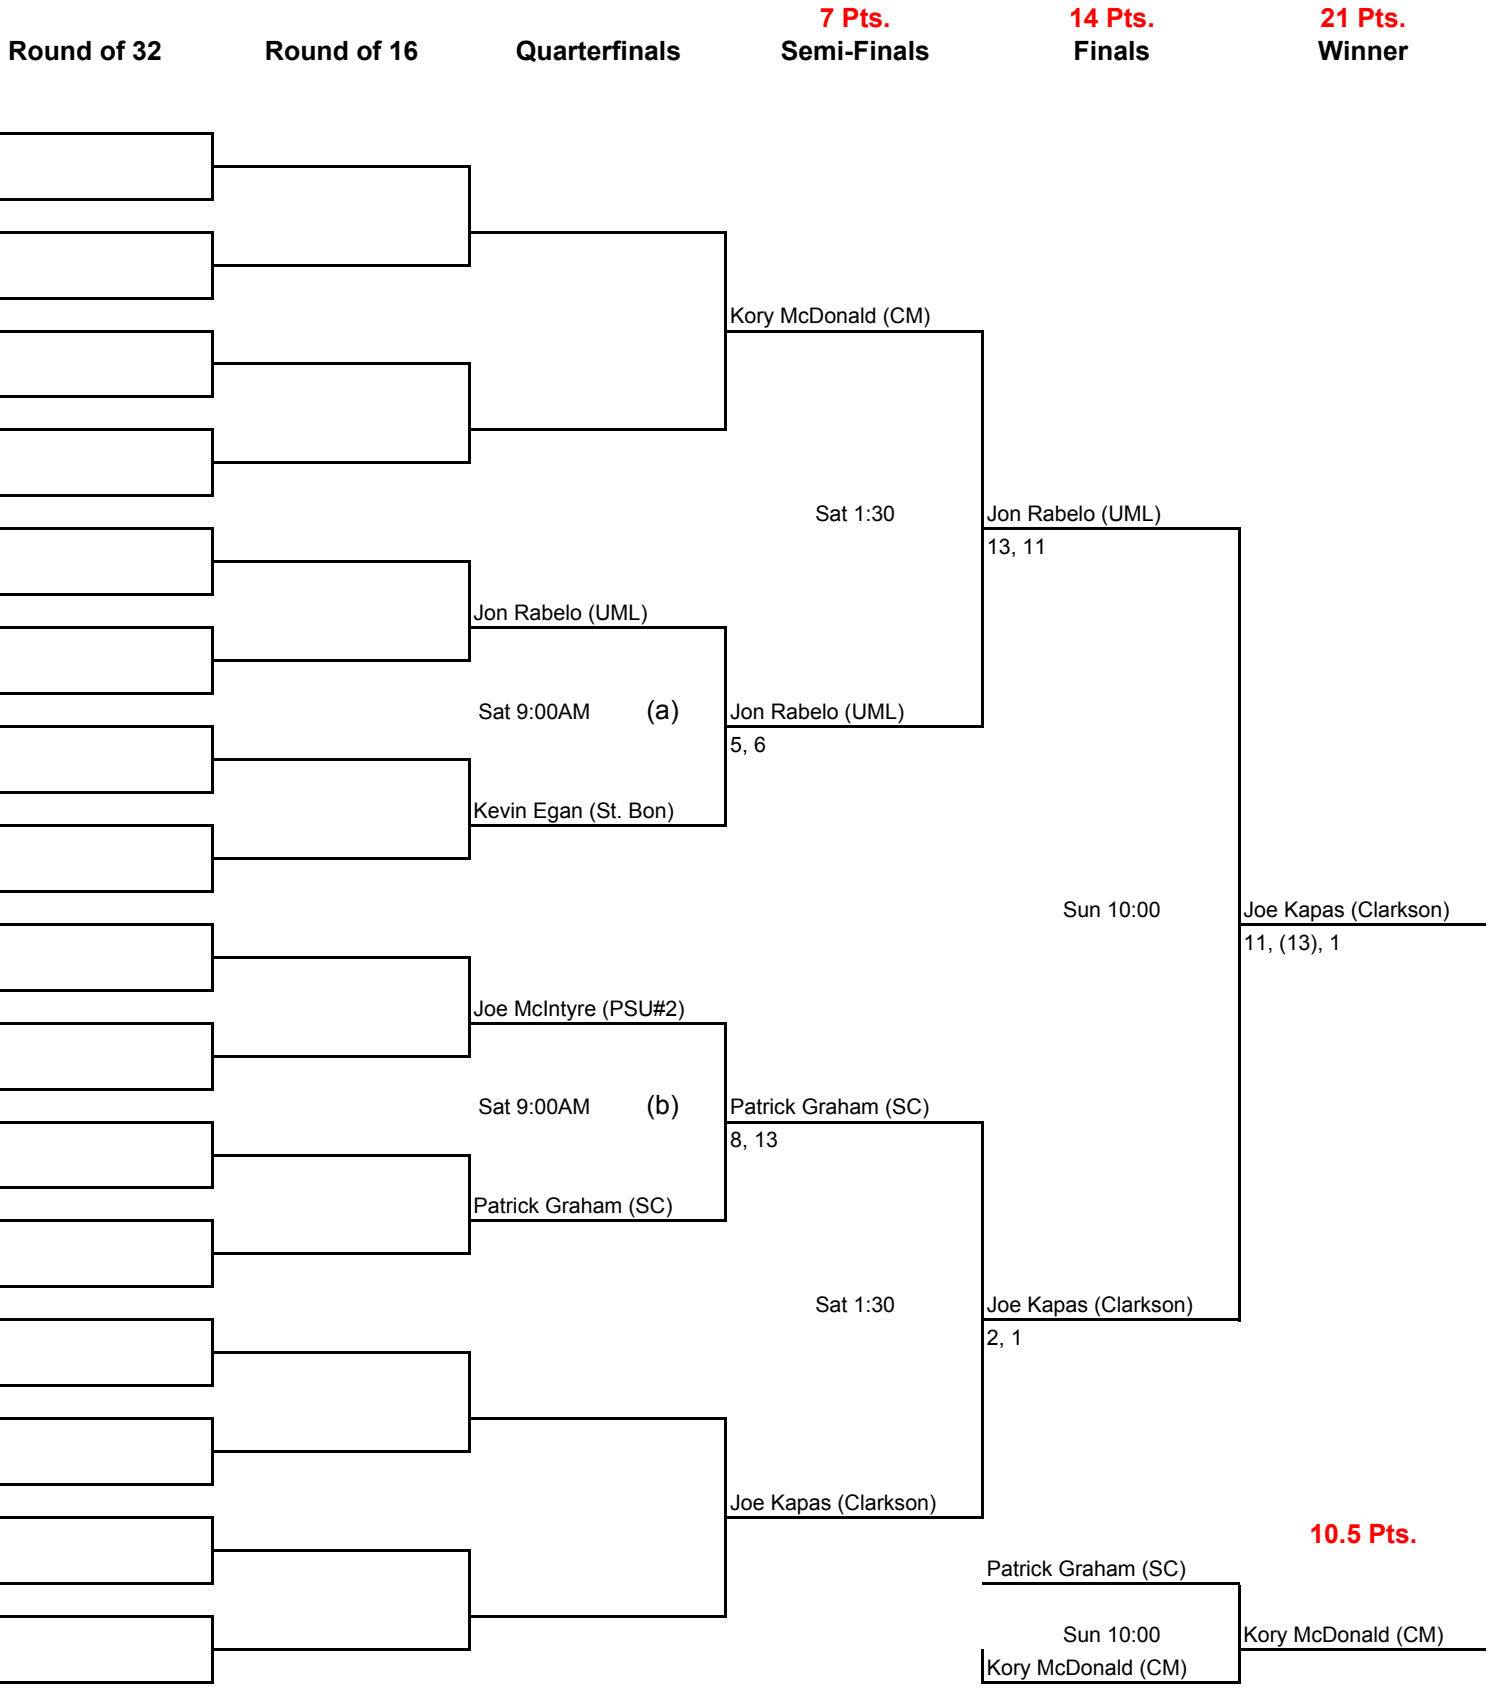 7 Pts. 14 Pts. 21 Pts.
Round of 32 Round of 16 Quarterfinals Semi-Finals Finals Winner
Kory McDonald (CM)
Sat 1:30 Jon Rabelo (UML)
13, 11
Jon Rabelo (UML)
Sat 9:00AM (a) Jon Rabelo (UML)
5, 6
Kevin Egan (St. Bon)
Sun 10:00 Joe Kapas (Clarkson)
11, (13), 1
Joe McIntyre (PSU#2)
Sat 9:00AM (b) Patrick Graham (SC)
8, 13
Patrick Graham (SC)
Sat 1:30 Joe Kapas (Clarkson)
2, 1
Joe Kapas (Clarkson)
10.5 Pts.
Patrick Graham (SC)
Sun 10:00 Kory McDonald (CM)
Kory McDonald (CM)